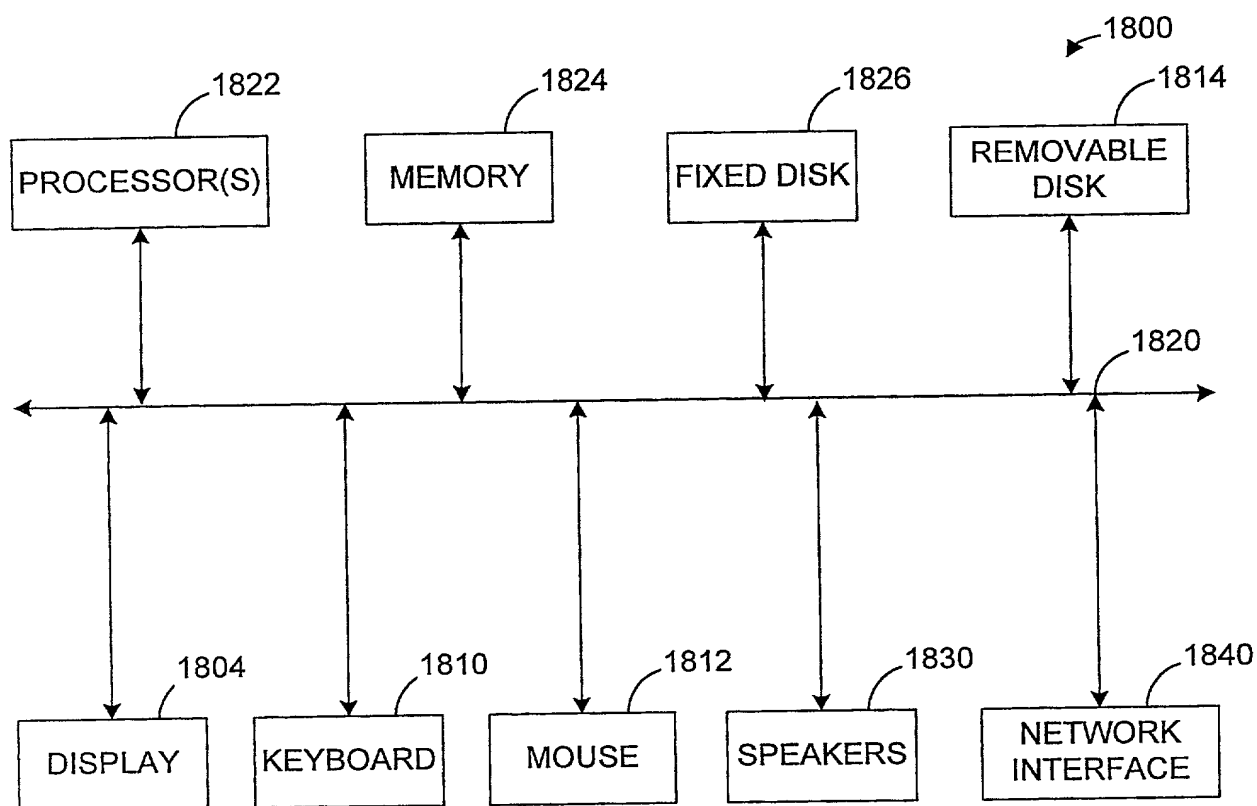 1800
1822
1824
1826
1814
PROCESSOR(S)
MEMORY
FIXED DISK
REMOVABLE
DISK
1820
1804
1810
1812
1830
1840
DISPLAY
KEYBOARD
MOUSE
SPEAKERS
NETWORK
INTERFACE